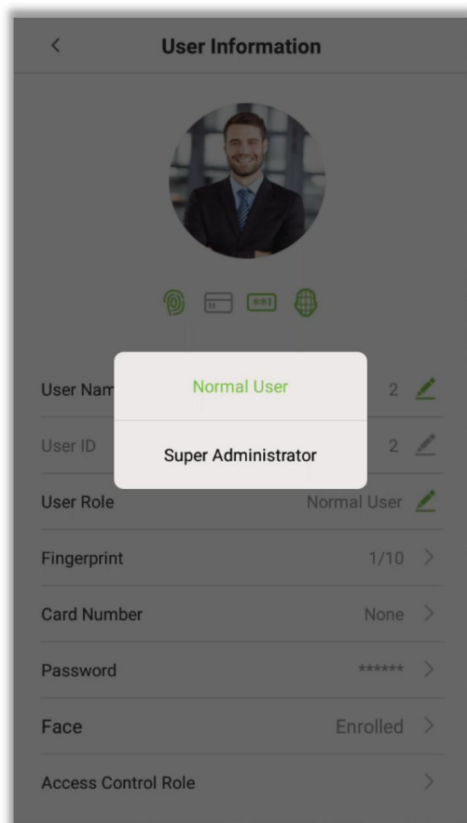 User Information
Normal User
User Nam 2
User ID 2
Super Administrator
User Role Normal User
Fingerprint 1/10
Card Number None
Password ******
Face Enrolled
Access Control Role